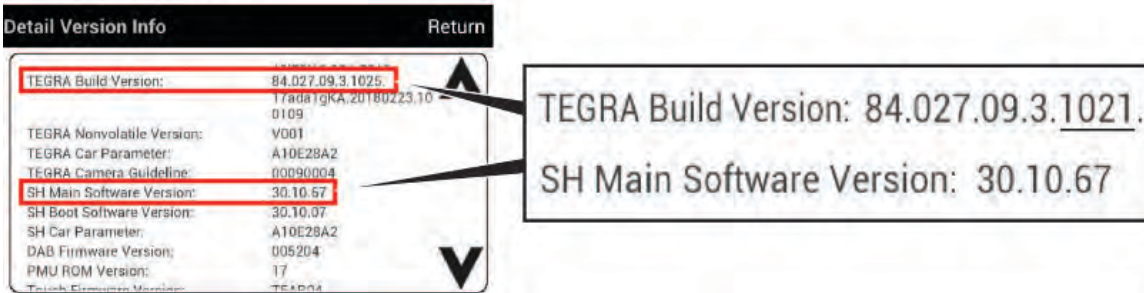 Detail Version Info Return
TEGRA Build Version: 84.027.09.3.1025.
17ada1gKA.20180223.10
0109
TEGRA Nonvolatile Version: V001
TEGRA Car Parameter: A10E28A2
TEGRA Camera Guideline: 00090004
SH Main Software Version: 30.10.67
SH Boot Software Version: 30.10.07
SH Car Parameter: A10E28A2
DAB Firmware Version: 005204
PMU ROM Version: 17
Touch Firmware Version:
TEGRA Build Version: 84.027.09.3.1021.
SH Main Software Version: 30.10.67